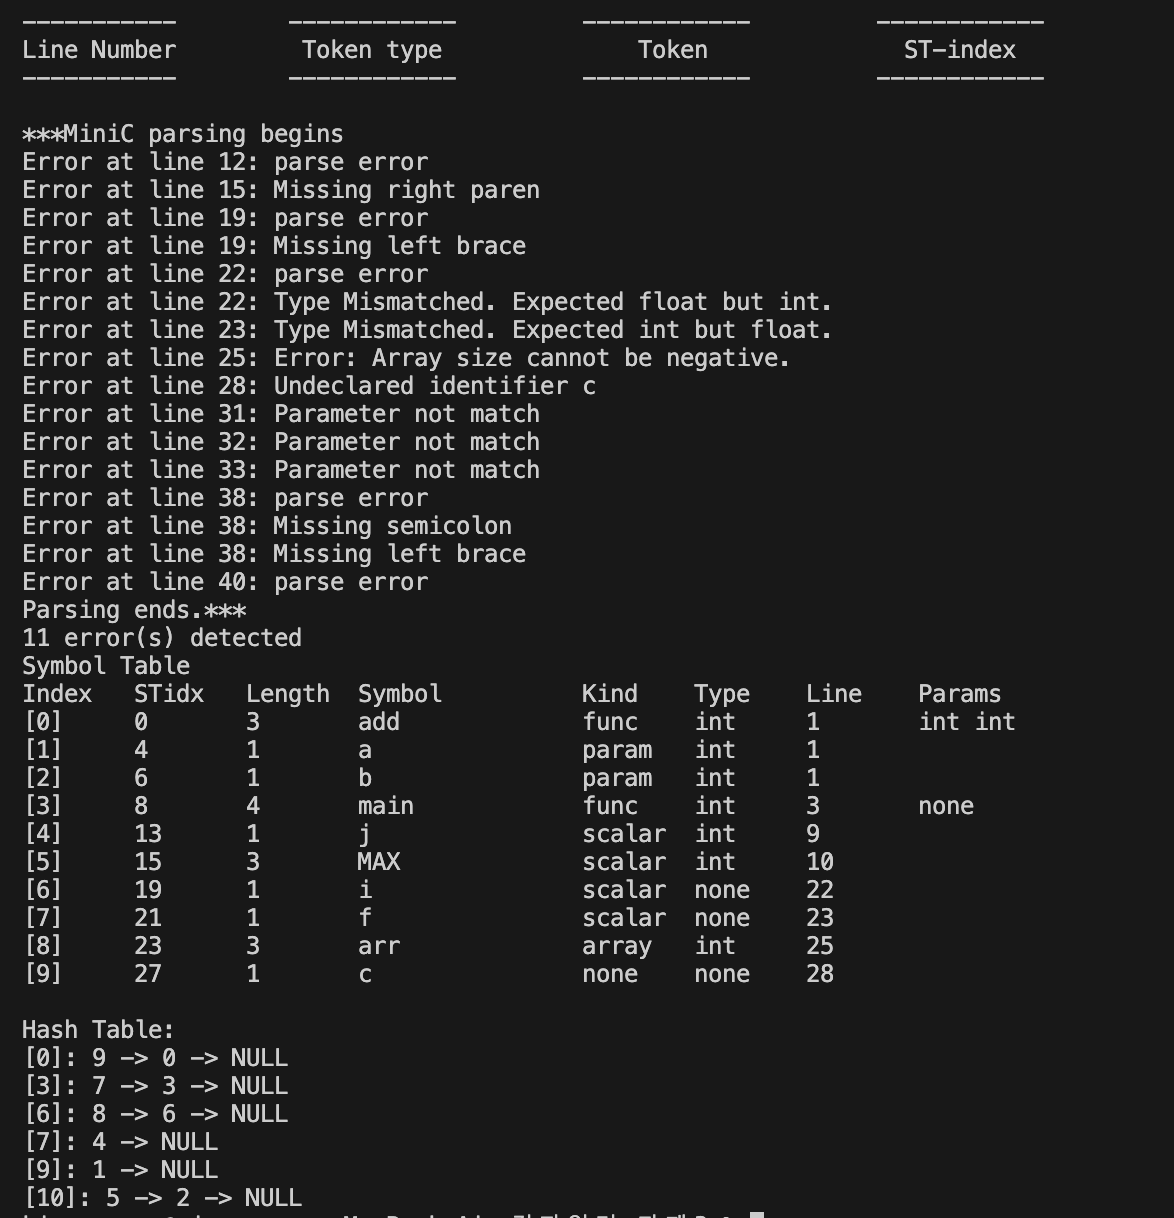 -----------  ------------  ------------  ------------
Line Number  Token type  Token  ST-index
-----------  ------------  ------------  ------------
***MiniC parsing begins
Error at line 12: parse error
Error at line 15: Missing right paren
Error at line 19: parse error
Error at line 19: Missing left brace
Error at line 22: parse error
Error at line 22: Type Mismatched. Expected float but int.
Error at line 23: Type Mismatched. Expected int but float.
Error at line 25: Error: Array size cannot be negative.
Error at line 28: Undeclared identifier c
Error at line 31: Parameter not match
Error at line 32: Parameter not match
Error at line 33: Parameter not match
Error at line 38: parse error
Error at line 38: Missing semicolon
Error at line 38: Missing left brace
Error at line 40: parse error
Parsing ends.***
11 error(s) detected
Symbol Table
Index STidx Length Symbol Kind Type Line Params
[0] 0 3 add func int 1 int int
[1] 4 1 a param int 1
[2] 6 1 b param int 1
[3] 8 4 main func int 3 none
[4] 13 1 j scalar int 9
[5] 15 3 MAX scalar int 10
[6] 19 1 i scalar none 22
[7] 21 1 f scalar none 23
[8] 23 3 arr array int 25
[9] 27 1 c none none 28
Hash Table:
[0]: 9 -> 0 -> NULL
[3]: 7 -> 3 -> NULL
[6]: 8 -> 6 -> NULL
[7]: 4 -> NULL
[9]: 1 -> NULL
[10]: 5 -> 2 -> NULL